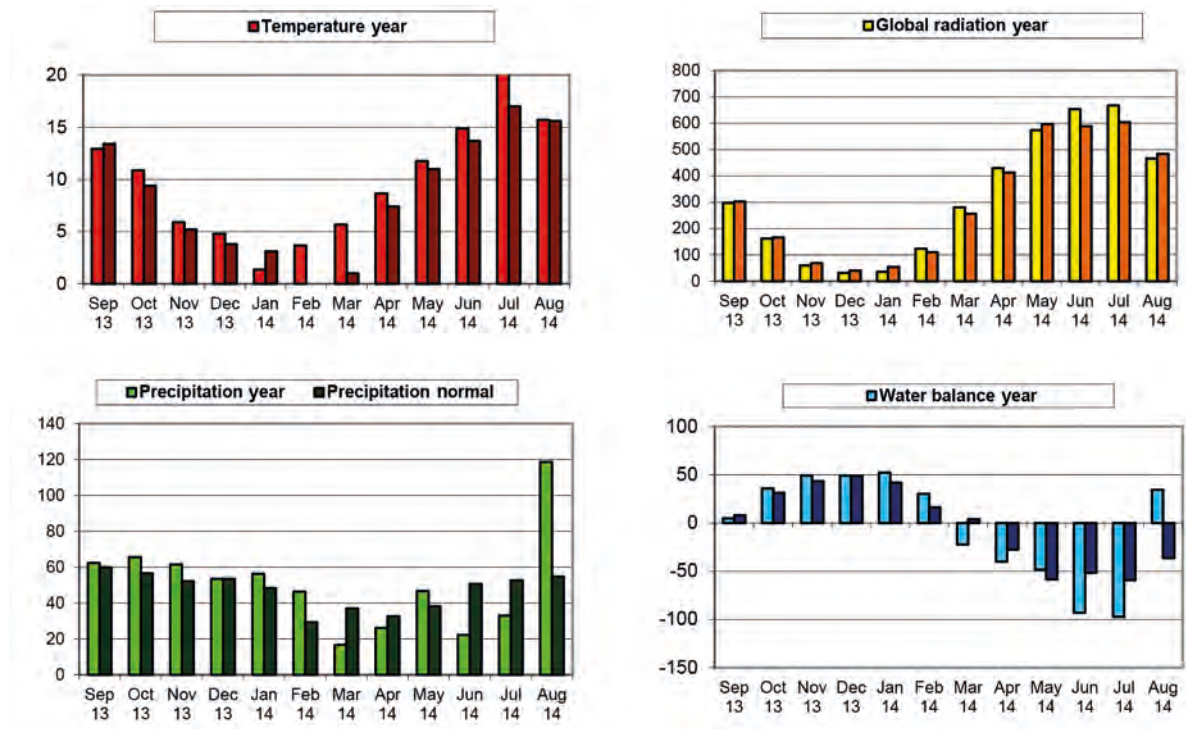 Temperature year
20
15
10
5
0
Sep Oct Nov Dec Jan Feb Mar Apr May Jun Jul Aug
13 13 13 13 14 14 14 14 14 14 14 14
Global radiation year
800
700
600
500
400
300
200
100
0
Sep Oct Nov Dec Jan Feb Mar Apr May Jun Jul Aug
13 13 13 13 14 14 14 14 14 14 14 14
Precipitation year Precipitation normal
140
120
100
80
60
40
20
0
Sep Oct Nov Dec Jan Feb Mar Apr May Jun Jul Aug
13 13 13 13 14 14 14 14 14 14 14 14
Water balance year
100
50
0
-50
-100
-150
Sep Oct Nov Dec Jan Feb Mar Apr May Jun Jul Aug
13 13 13 13 14 14 14 14 14 14 14 14